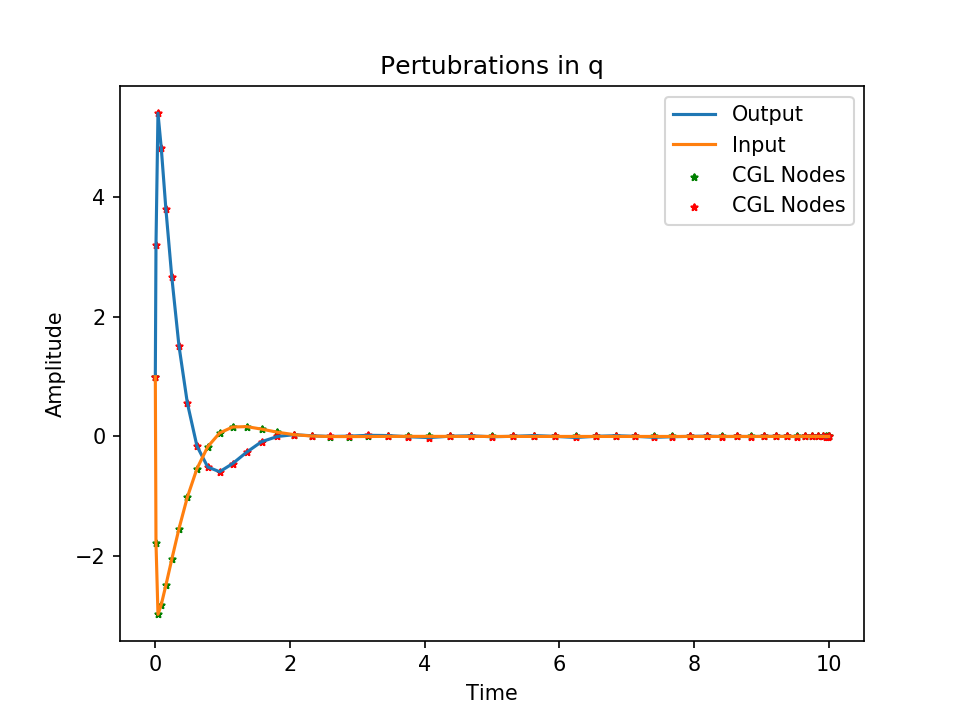 Pertubrations in q
Output
Input
CGL Nodes
CGL Nodes
Amplitude
4
2
0
−2
0 2 4 6 8 10
Time